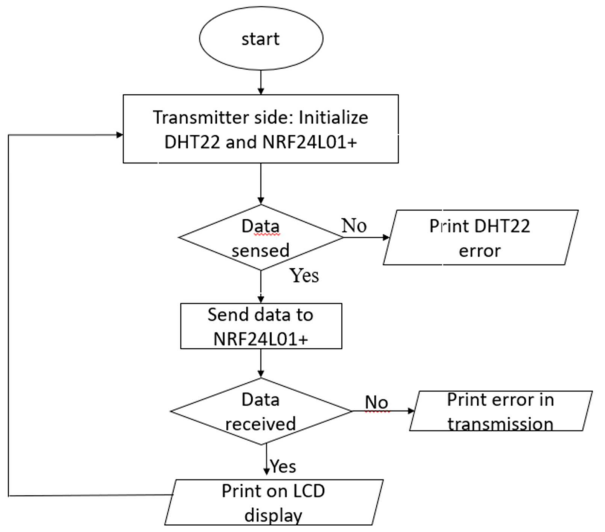 start
Transmitter side: Initialize
DHT22 and NRF24L01+
Data
sensed
No
Print DHT22
error
Yes
Send data to
NRF24L01+
Data
received
No
Print error in
transmission
Yes
Print on LCD
display